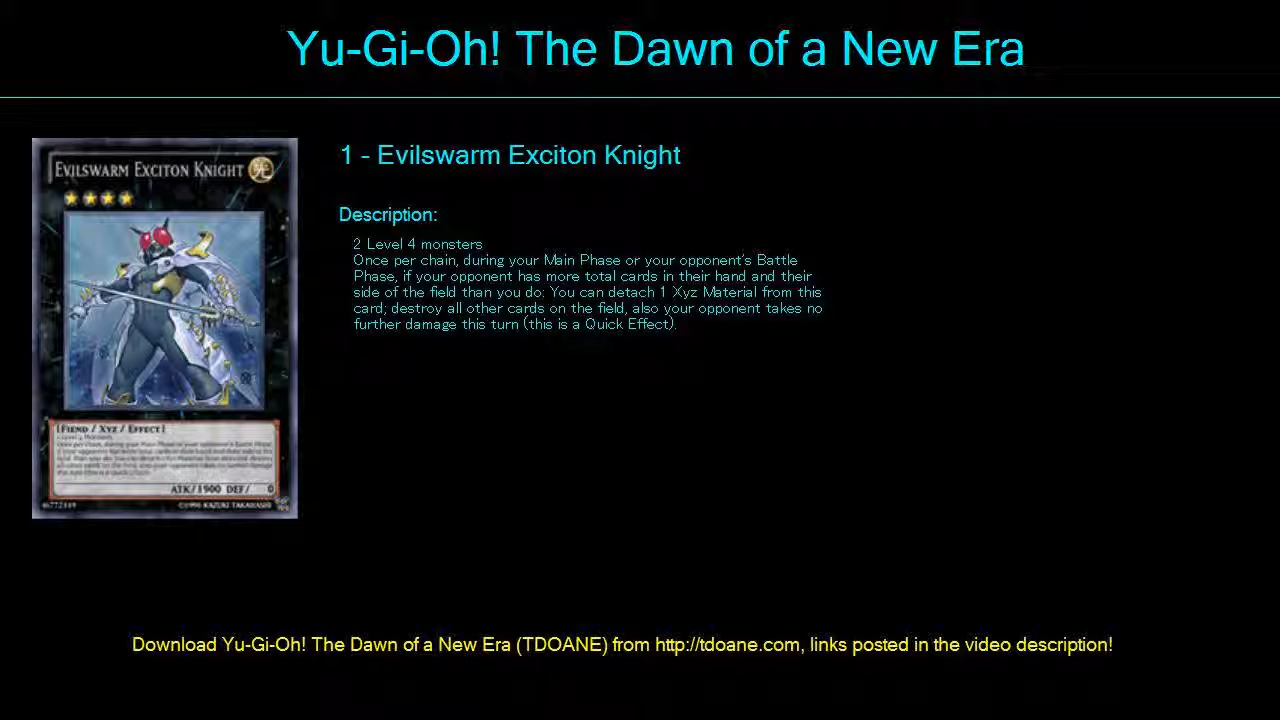 Yu-Gi-Oh! The Dawn of a New Era
EVILSWARM EXCITON KNIGHT
1 - Evilswarm Exciton Knight
Description:
2 Level 4 monsters
Once per chain, during your Main Phase or your opponent's Battle
Phase, if your opponent has more total cards in their hand and their
side of the field than you do: You can detach 1 Xyz Material from this
card; destroy all other cards on the field, also your opponent takes no
further damage this turn (this is a Quick Effect).
[FIEND / XYZ / EFFECT]
ATK/1900 DEF/ 0
©1996 KAZUKI TAKAHASHI
Download Yu-Gi-Oh! The Dawn of a New Era (TDOANE) from http://tdoane.com, links posted in the video description!